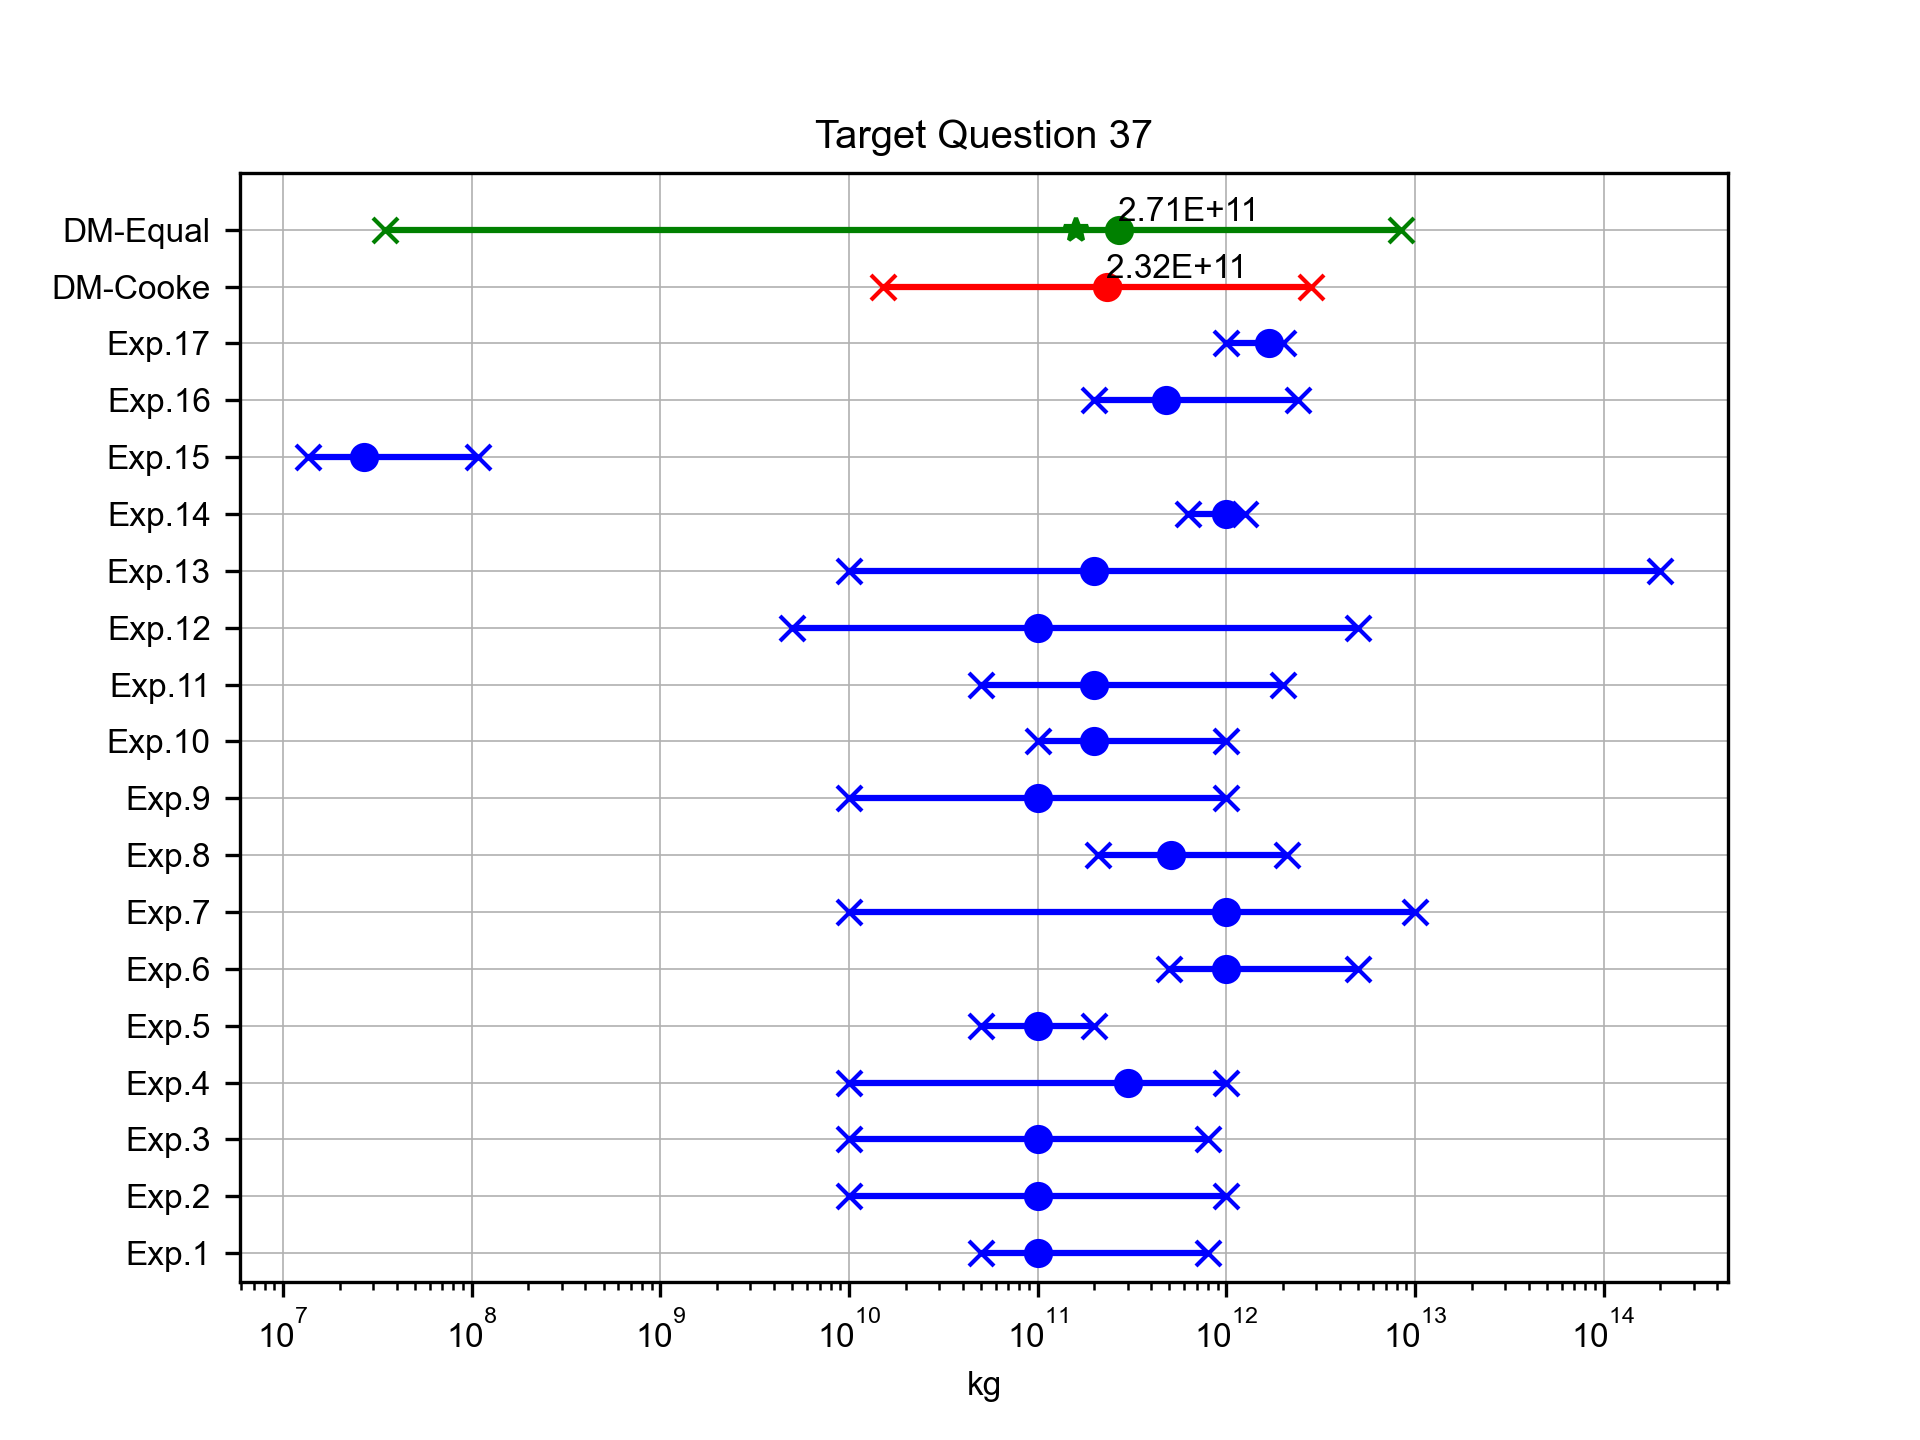 Target Question 37
DM-Equal
2.71E+11
DM-Cooke
2.32E+11
Exp.17
Exp.16
Exp.15
Exp.14
Exp.13
Exp.12
Exp.11
Exp.10
Exp.9
Exp.8
Exp.7
Exp.6
Exp.5
Exp.4
Exp.3
Exp.2
Exp.1
10^7 10^8 10^9 10^10 10^11 10^12 10^13 10^14
kg